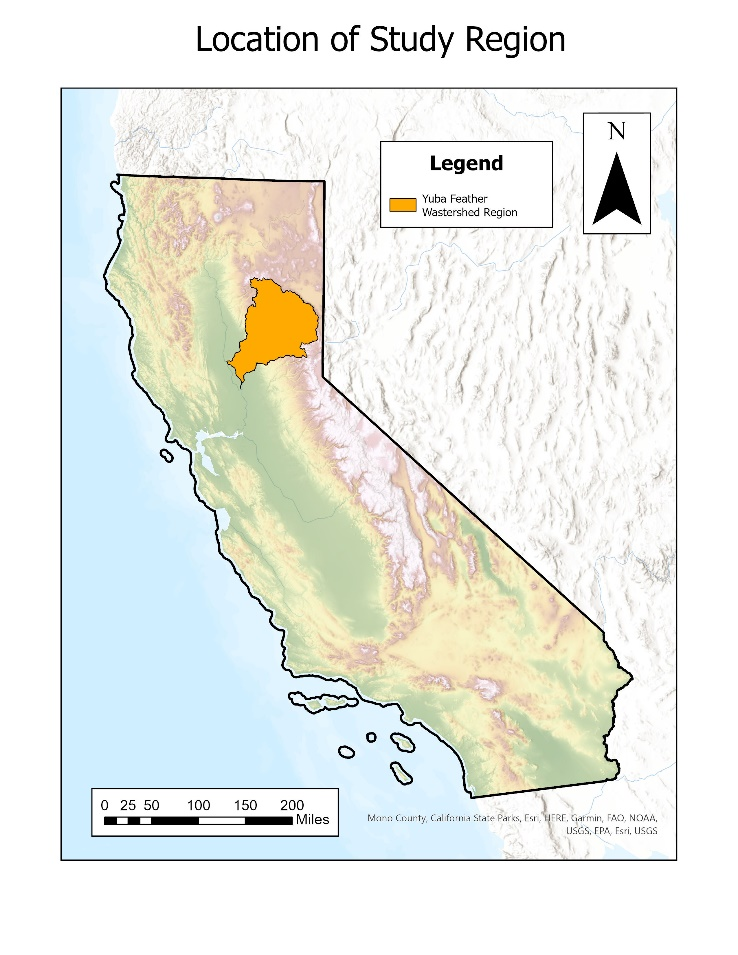 Location of Study Region
N
Legend
Yuba Feather
Wastershed Region
0 25 50 100 150 200
Miles
Mono County, California State Parks, Esri, HERE, Garmin, FAO, NOAA,
USGS, EPA, Esri, USGS